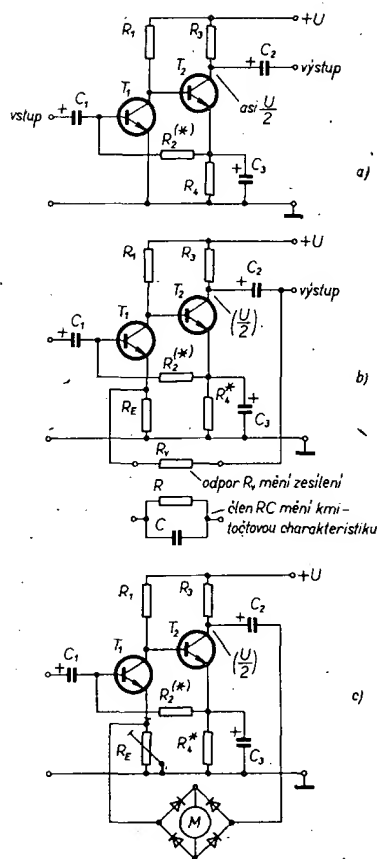 +U
R₁
R₃
C₂
výstup
T₁
T₂
asi U/2
vstup
+
C₁
R₂(*)
R₄
+
C₃
a)
+U
R₁
R₃
C₂
výstup
T₁
T₂
(U/2)
+
C₁
R₂(*)
b)
R_E
R₄*
+
C₃
Rᵥ
odpor Rᵥ mění zesílení
R
C
člen RC mění kmi-
točtovou charakteristiku
+U
R₁
R₃
C₂
T₁
T₂
(U/2)
+
C₁
R₂(*)
c)
R_E
R₄*
+
C₃
M